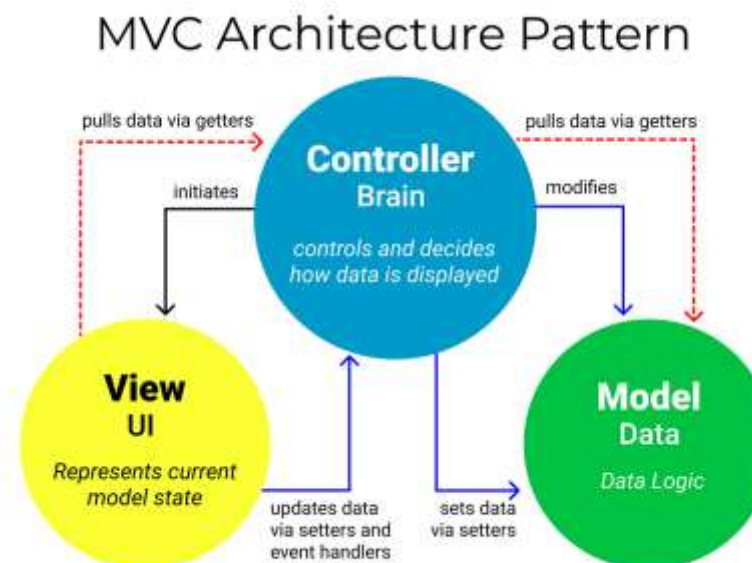 MVC Architecture Pattern
pulls data via getters
pulls data via getters
Controller
Brain
initiates
modifies
controls and decides
how data is displayed
View
UI
Represents current
model state
Model
Data
Data Logic
updates data
via setters and
event handlers
sets data
via setters